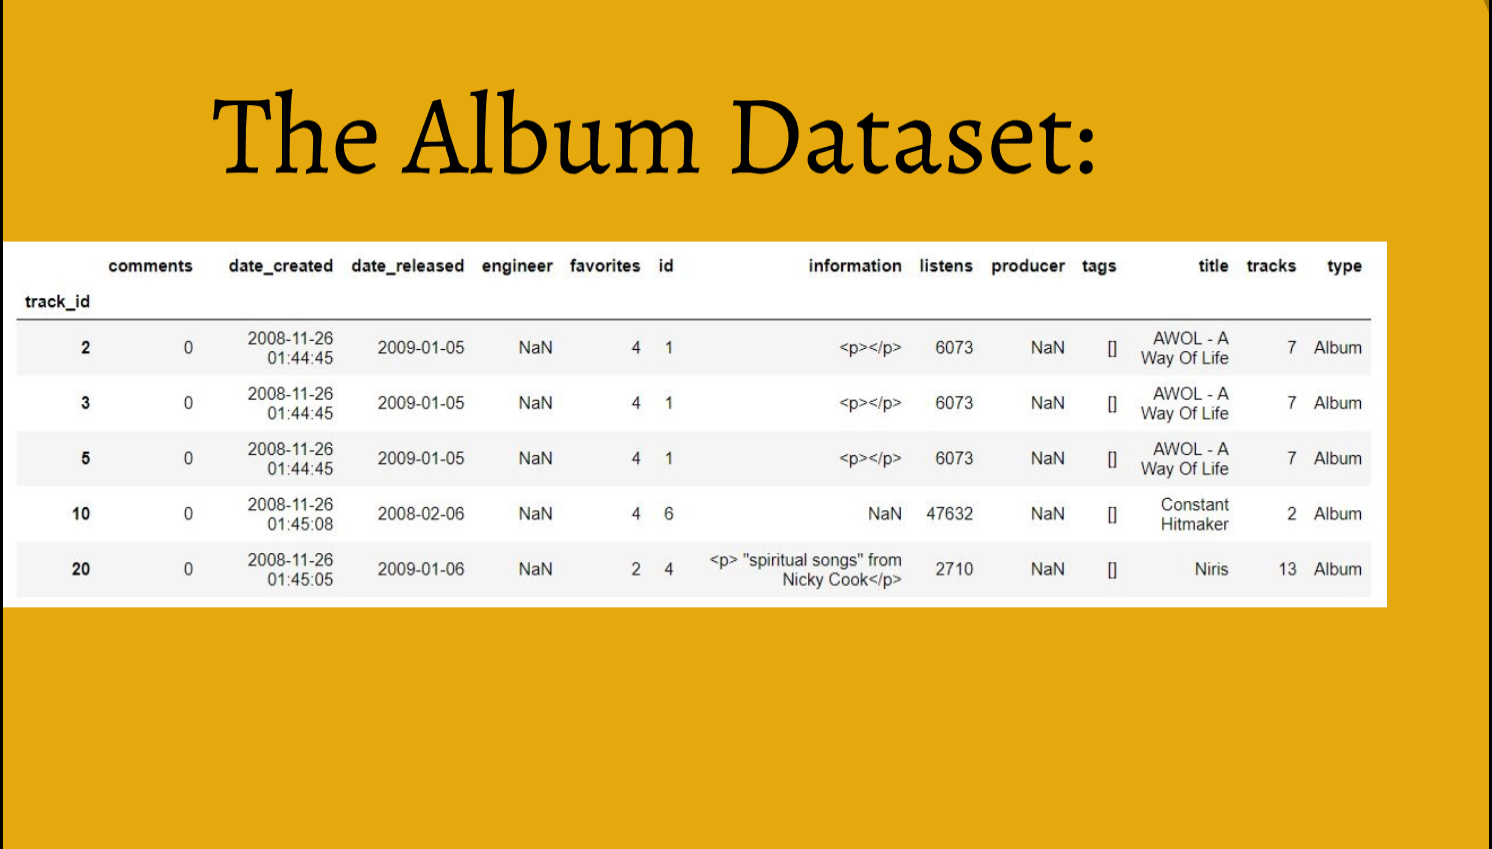 The Album Dataset:
comments date_created date_released engineer favorites id information listens producer tags title tracks type
track_id
2 0 2008-11-26 01:44:45 2009-01-05 NaN 4 1 <p></p> 6073 NaN [] AWOL - A Way Of Life 7 Album
3 0 2008-11-26 01:44:45 2009-01-05 NaN 4 1 <p></p> 6073 NaN [] AWOL - A Way Of Life 7 Album
5 0 2008-11-26 01:44:45 2009-01-05 NaN 4 1 <p></p> 6073 NaN [] AWOL - A Way Of Life 7 Album
10 0 2008-11-26 01:45:08 2008-02-06 NaN 4 6 NaN 47632 NaN [] Constant Hitmaker 2 Album
20 0 2008-11-26 01:45:05 2009-01-06 NaN 2 4 <p> "spiritual songs" from Nicky Cook</p> 2710 NaN [] Niris 13 Album